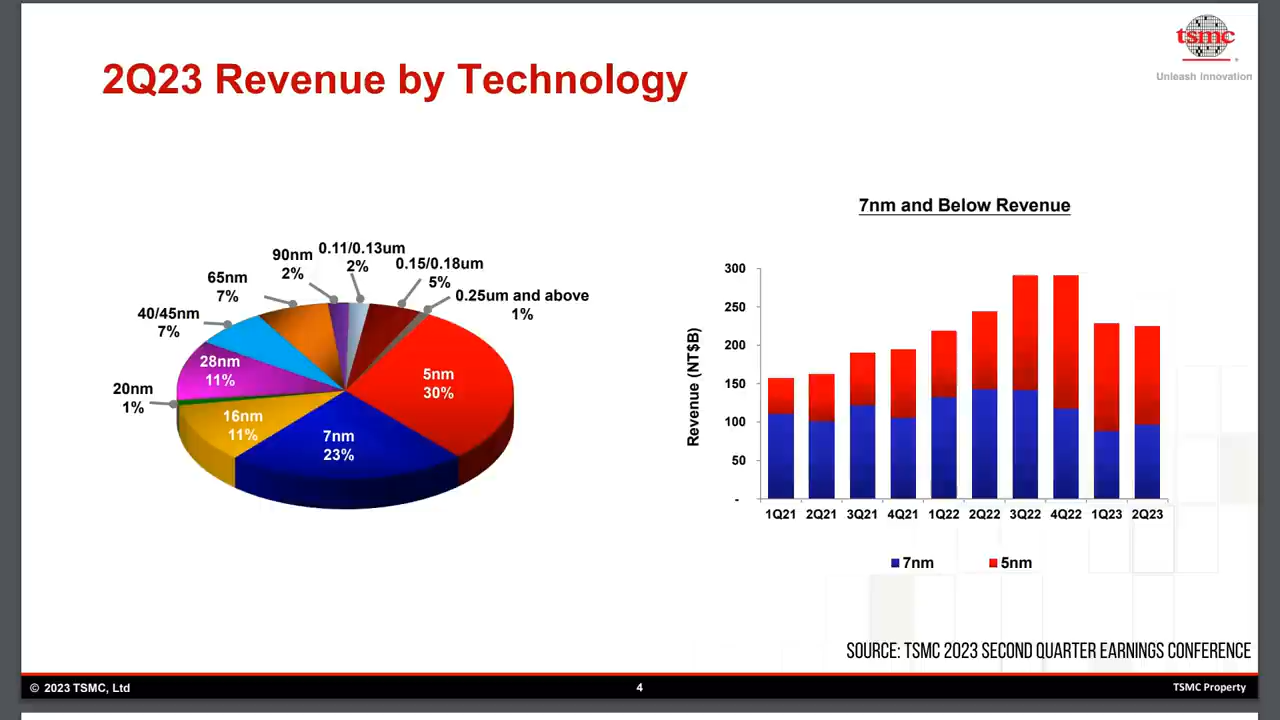 tsmc
Unleash Innovation
2Q23 Revenue by Technology
7nm and Below Revenue
0.11/0.13um
2%
90nm
2%
0.15/0.18um
5%
65nm
7%
0.25um and above
1%
40/45nm
7%
28nm
11%
20nm
1%
16nm
11%
7nm
23%
5nm
30%
Revenue (NT$B)
300
250
200
150
100
50
-
1Q21 2Q21 3Q21 4Q21 1Q22 2Q22 3Q22 4Q22 1Q23 2Q23
7nm 5nm
SOURCE: TSMC 2023 SECOND QUARTER EARNINGS CONFERENCE
© 2023 TSMC, Ltd 4 TSMC Property